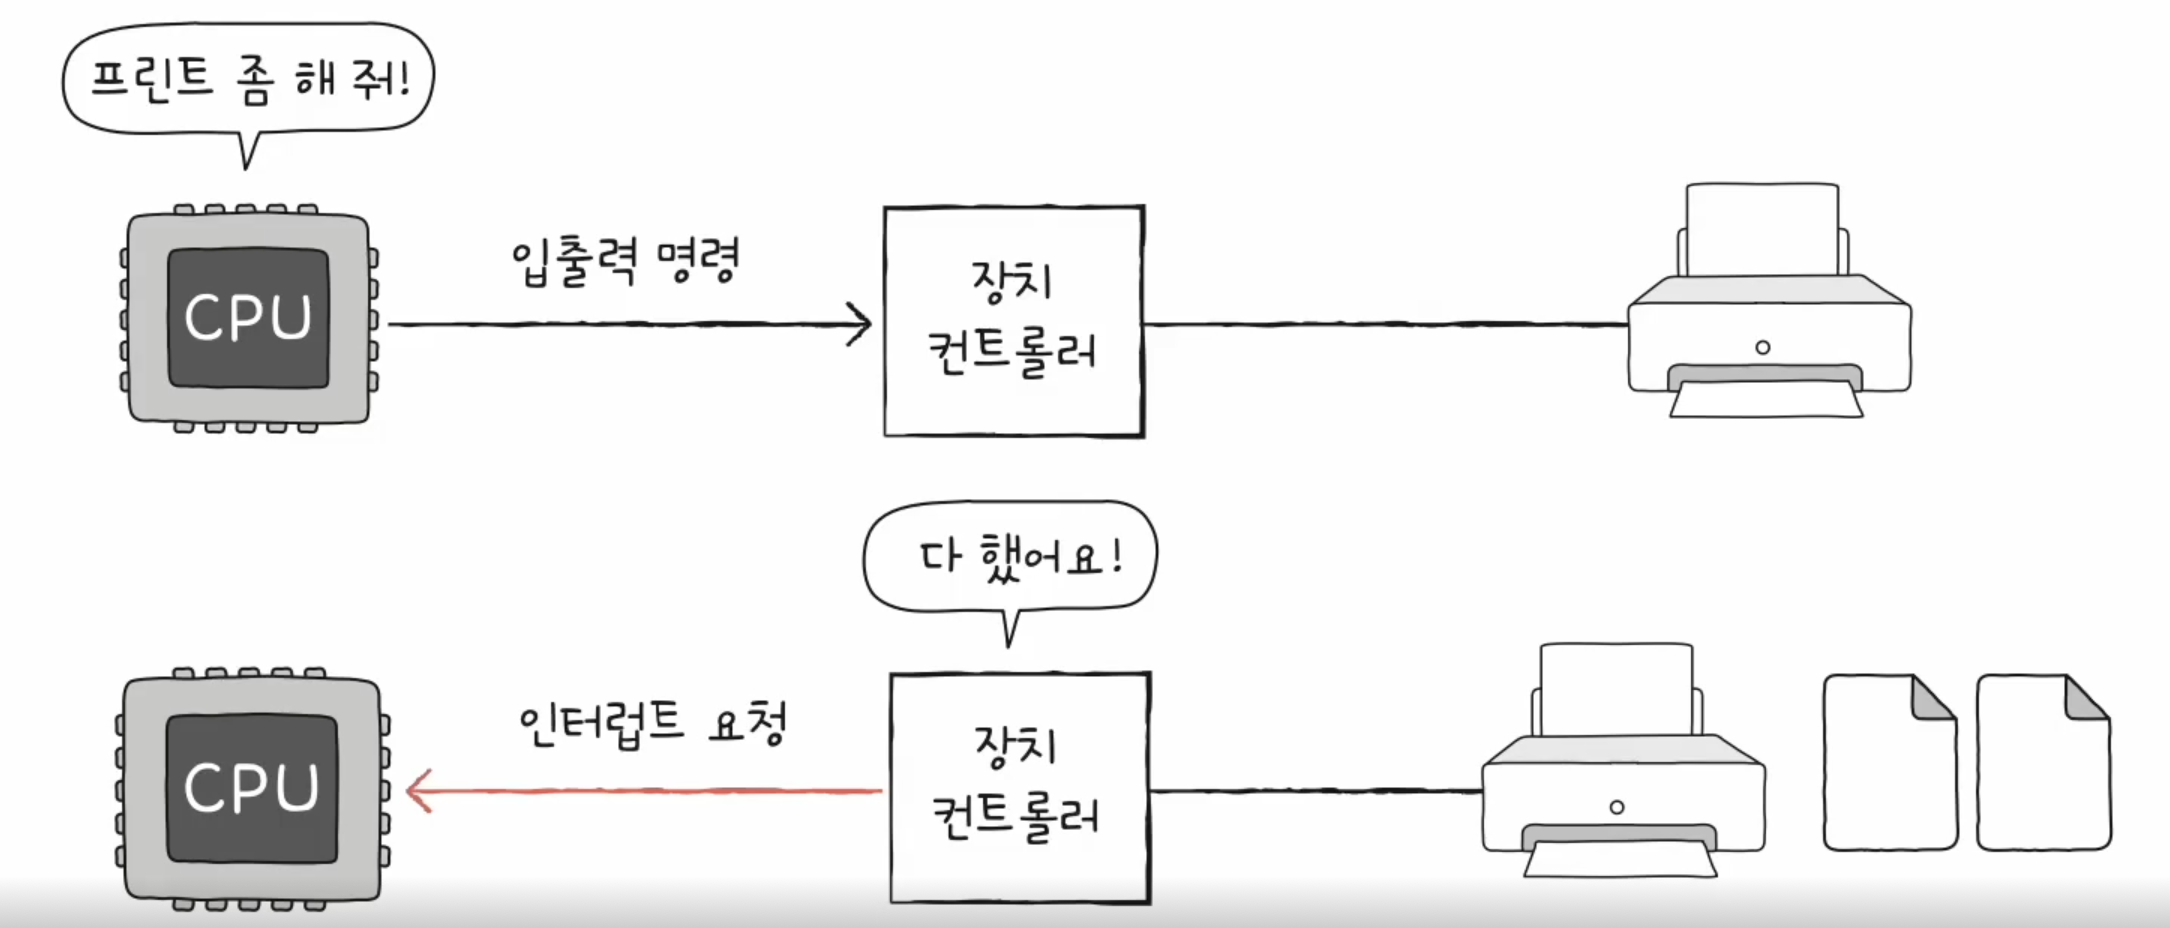 프린트 좀 해 줘!
CPU
입출력 명령
장치
컨트롤러
다 했어요!
CPU
인터럽트 요청
장치
컨트롤러